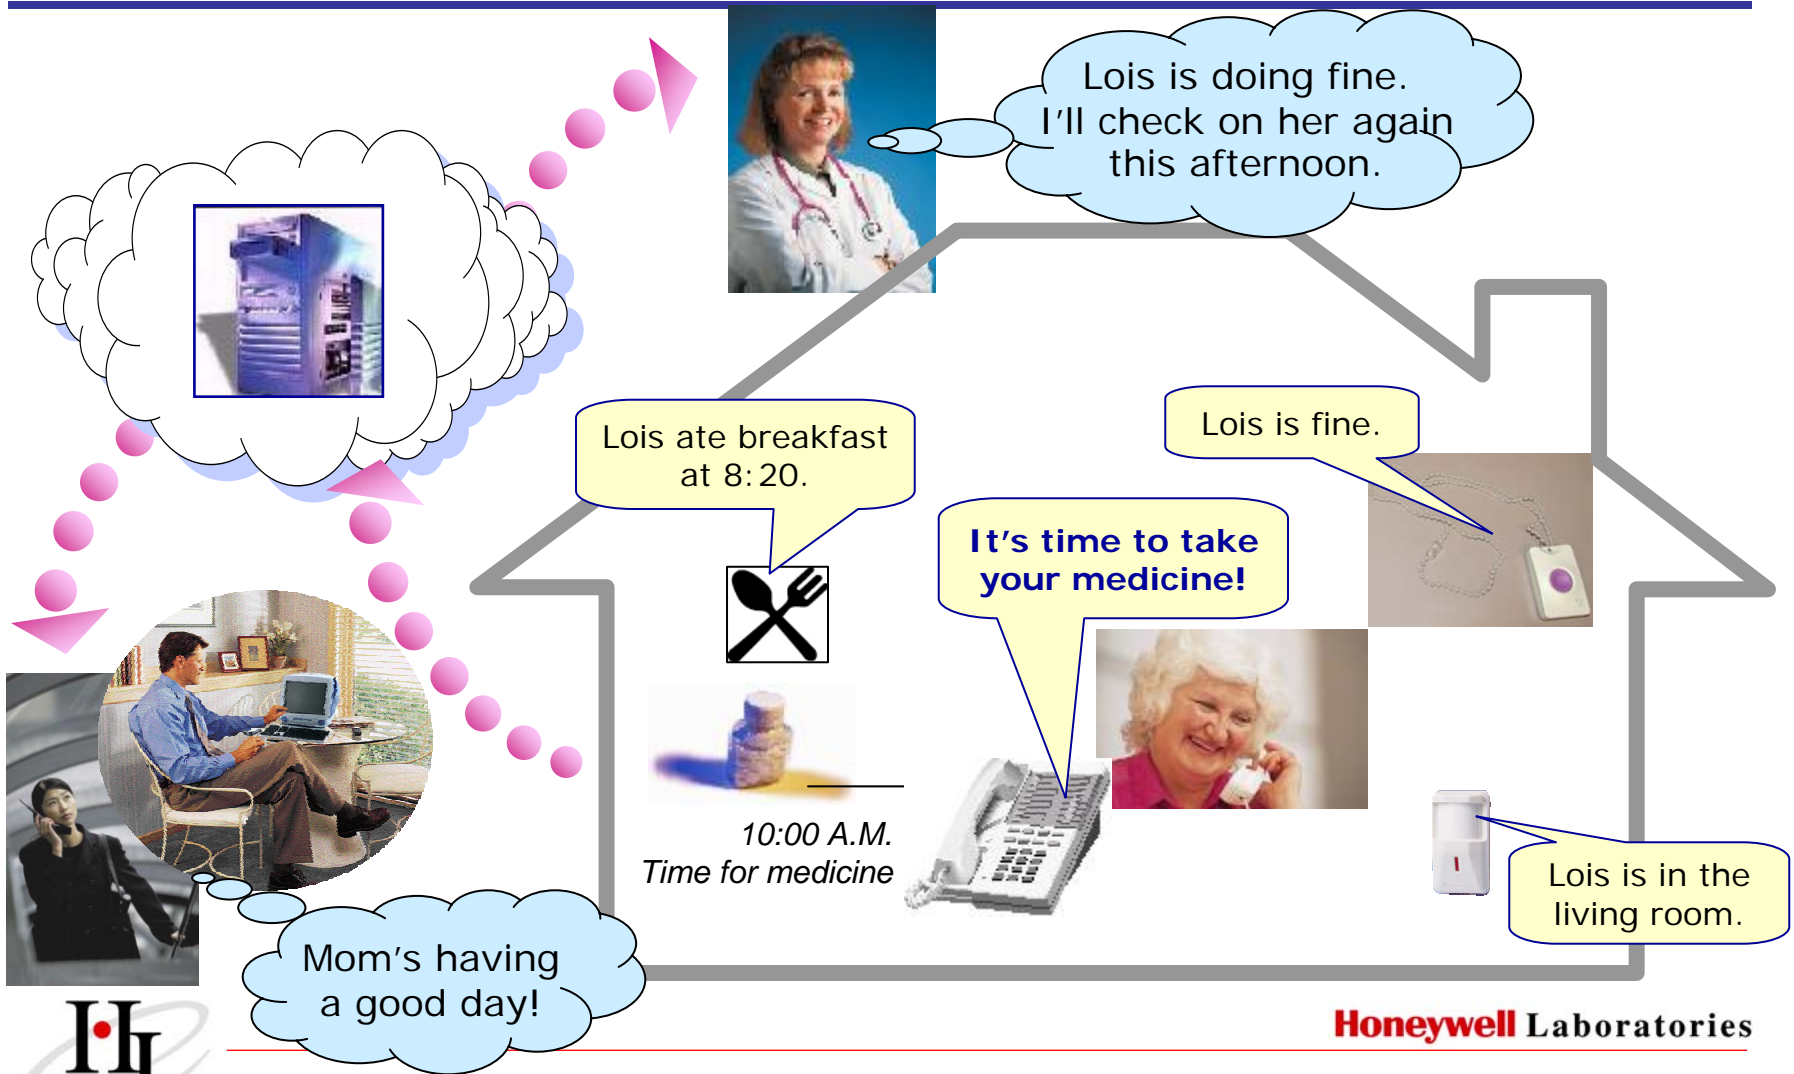 Lois is doing fine.
I'll check on her again
this afternoon.
Lois ate breakfast
at 8:20.
Lois is fine.
It's time to take
your medicine!
10:00 A.M.
Time for medicine
Lois is in the
living room.
Mom's having
a good day!
Honeywell Laboratories